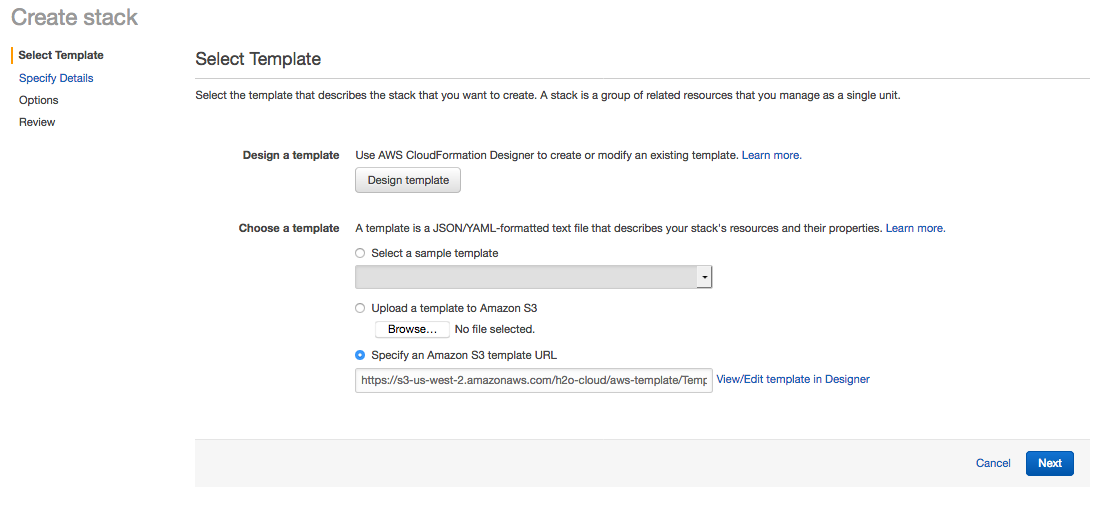 Create stack
Select Template
Specify Details
Options
Review
Select Template
Select the template that describes the stack that you want to create. A stack is a group of related resources that you manage as a single unit.
Design a template
Use AWS CloudFormation Designer to create or modify an existing template. Learn more.
Design template
Choose a template
A template is a JSON/YAML-formatted text file that describes your stack's resources and their properties. Learn more.
Select a sample template
Upload a template to Amazon S3
Browse... No file selected.
Specify an Amazon S3 template URL
https://s3-us-west-2.amazonaws.com/h2o-cloud/aws-template/Temp View/Edit template in Designer
Cancel Next